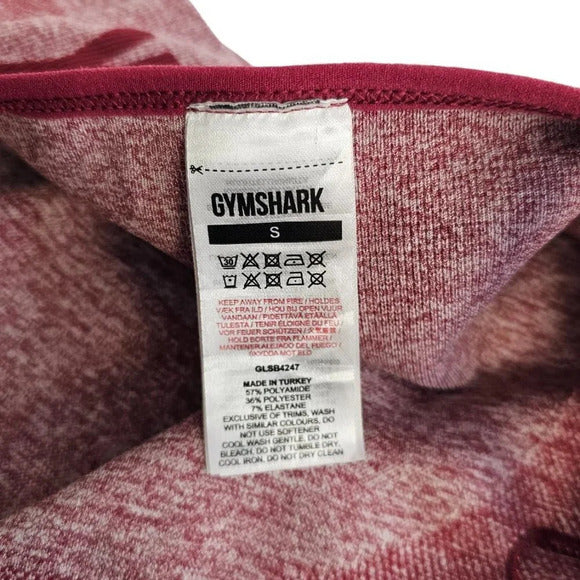 GYMSHARK
S
30
KEEP AWAY FROM FIRE / HOLDES
VÆK FRA ILD / HOU BIJ OPEN VUUR
VANDAAN / PIDETTÄVÄ ETÄÄLLÄ
TULESTA / TENIR ÉLOIGNÉ DU FEU /
VOR FEUER SCHÜTZEN /
HOLD BORTE FRA FLAMMER /
MANTENER ALEJADO DEL FUEGO /
SKYDDA MOT ELD
GLSB4247
MADE IN TURKEY
57% POLYAMIDE
36% POLYESTER
7% ELASTANE
EXCLUSIVE OF TRIMS, WASH
WITH SIMILAR COLOURS, DO
NOT USE SOFTENER
COOL WASH GENTLE, DO NOT
BLEACH, DO NOT TUMBLE DRY,
COOL IRON, DO NOT DRY CLEAN